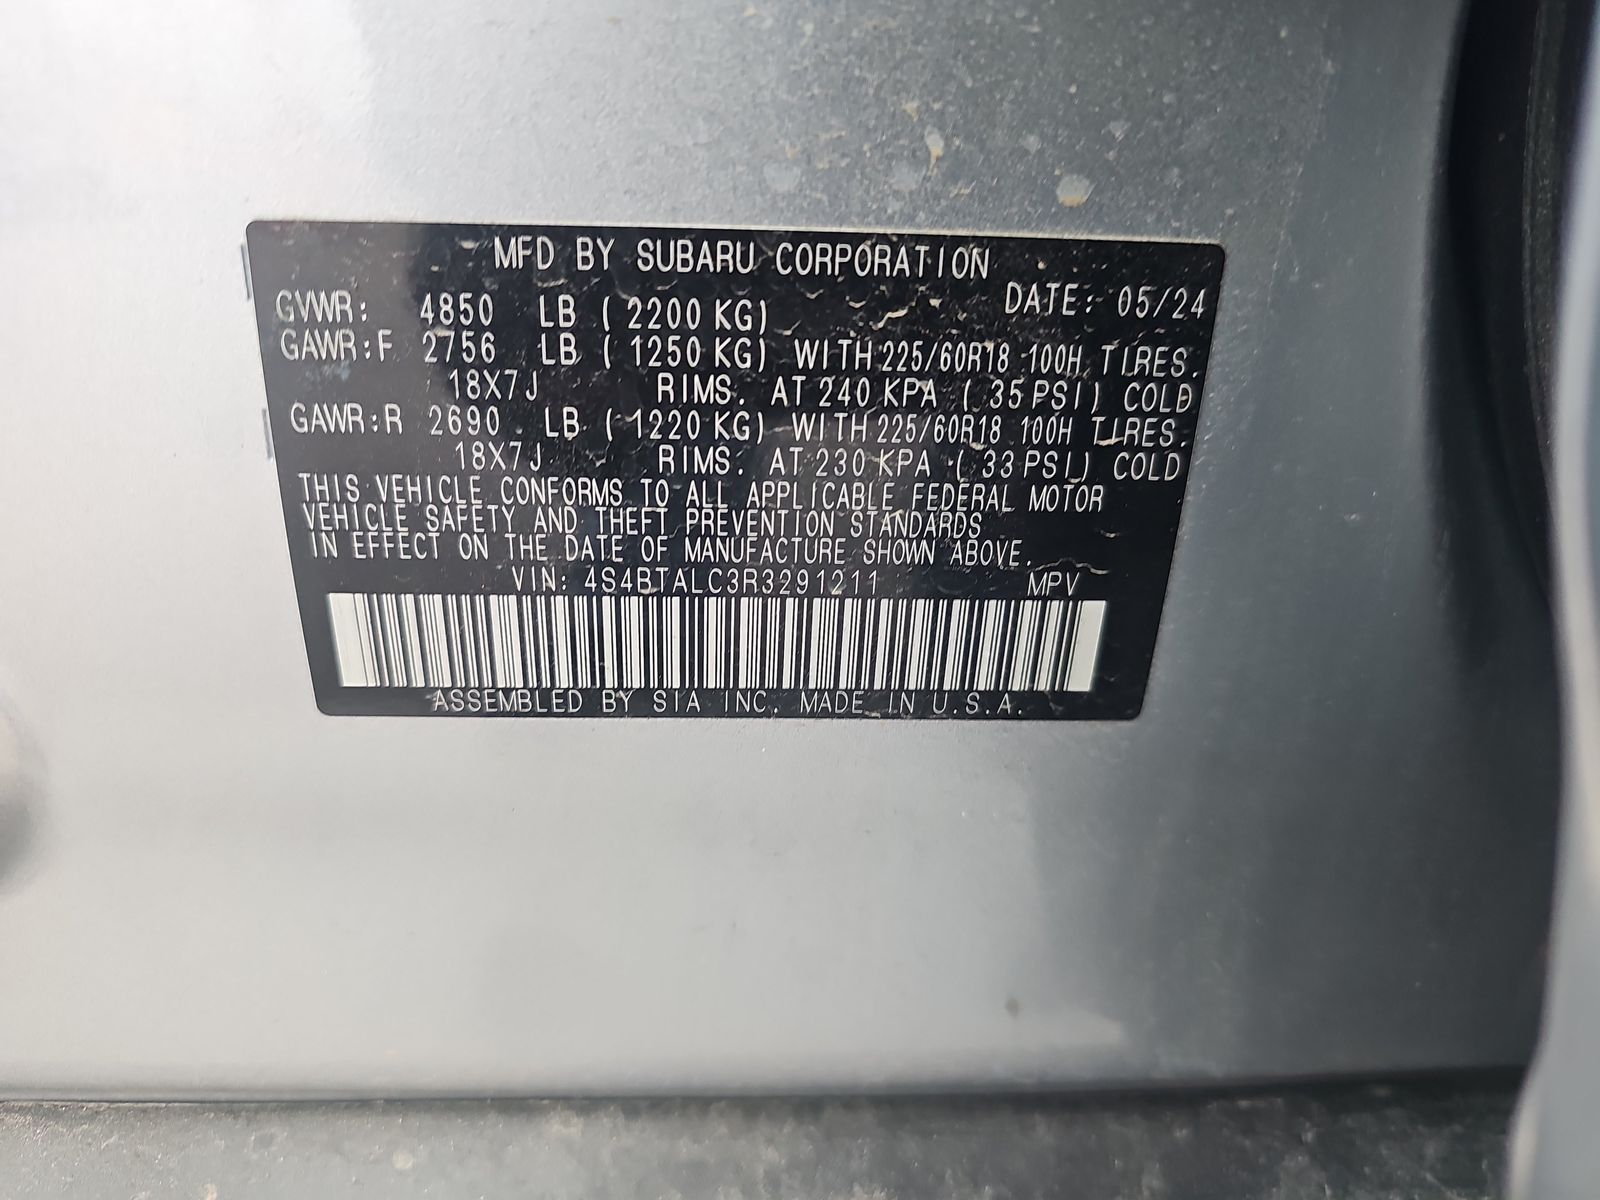 MFD BY SUBARU CORPORATION
GVWR: 4850 LB ( 2200 KG) DATE: 05/24
GAWR:F 2756 LB ( 1250 KG) WITH 225/60R18 100H TIRES.
18X7J RIMS. AT 240 KPA ( 35 PSI) COLD
GAWR:R 2690 LB ( 1220 KG) WITH 225/60R18 100H TIRES.
18X7J RIMS. AT 230 KPA ( 33 PSI) COLD
THIS VEHICLE CONFORMS TO ALL APPLICABLE FEDERAL MOTOR
VEHICLE SAFETY AND THEFT PREVENTION STANDARDS
IN EFFECT ON THE DATE OF MANUFACTURE SHOWN ABOVE.
VIN: 4S4BTALC3R3291211 MPV
ASSEMBLED BY SIA INC. MADE IN U.S.A.